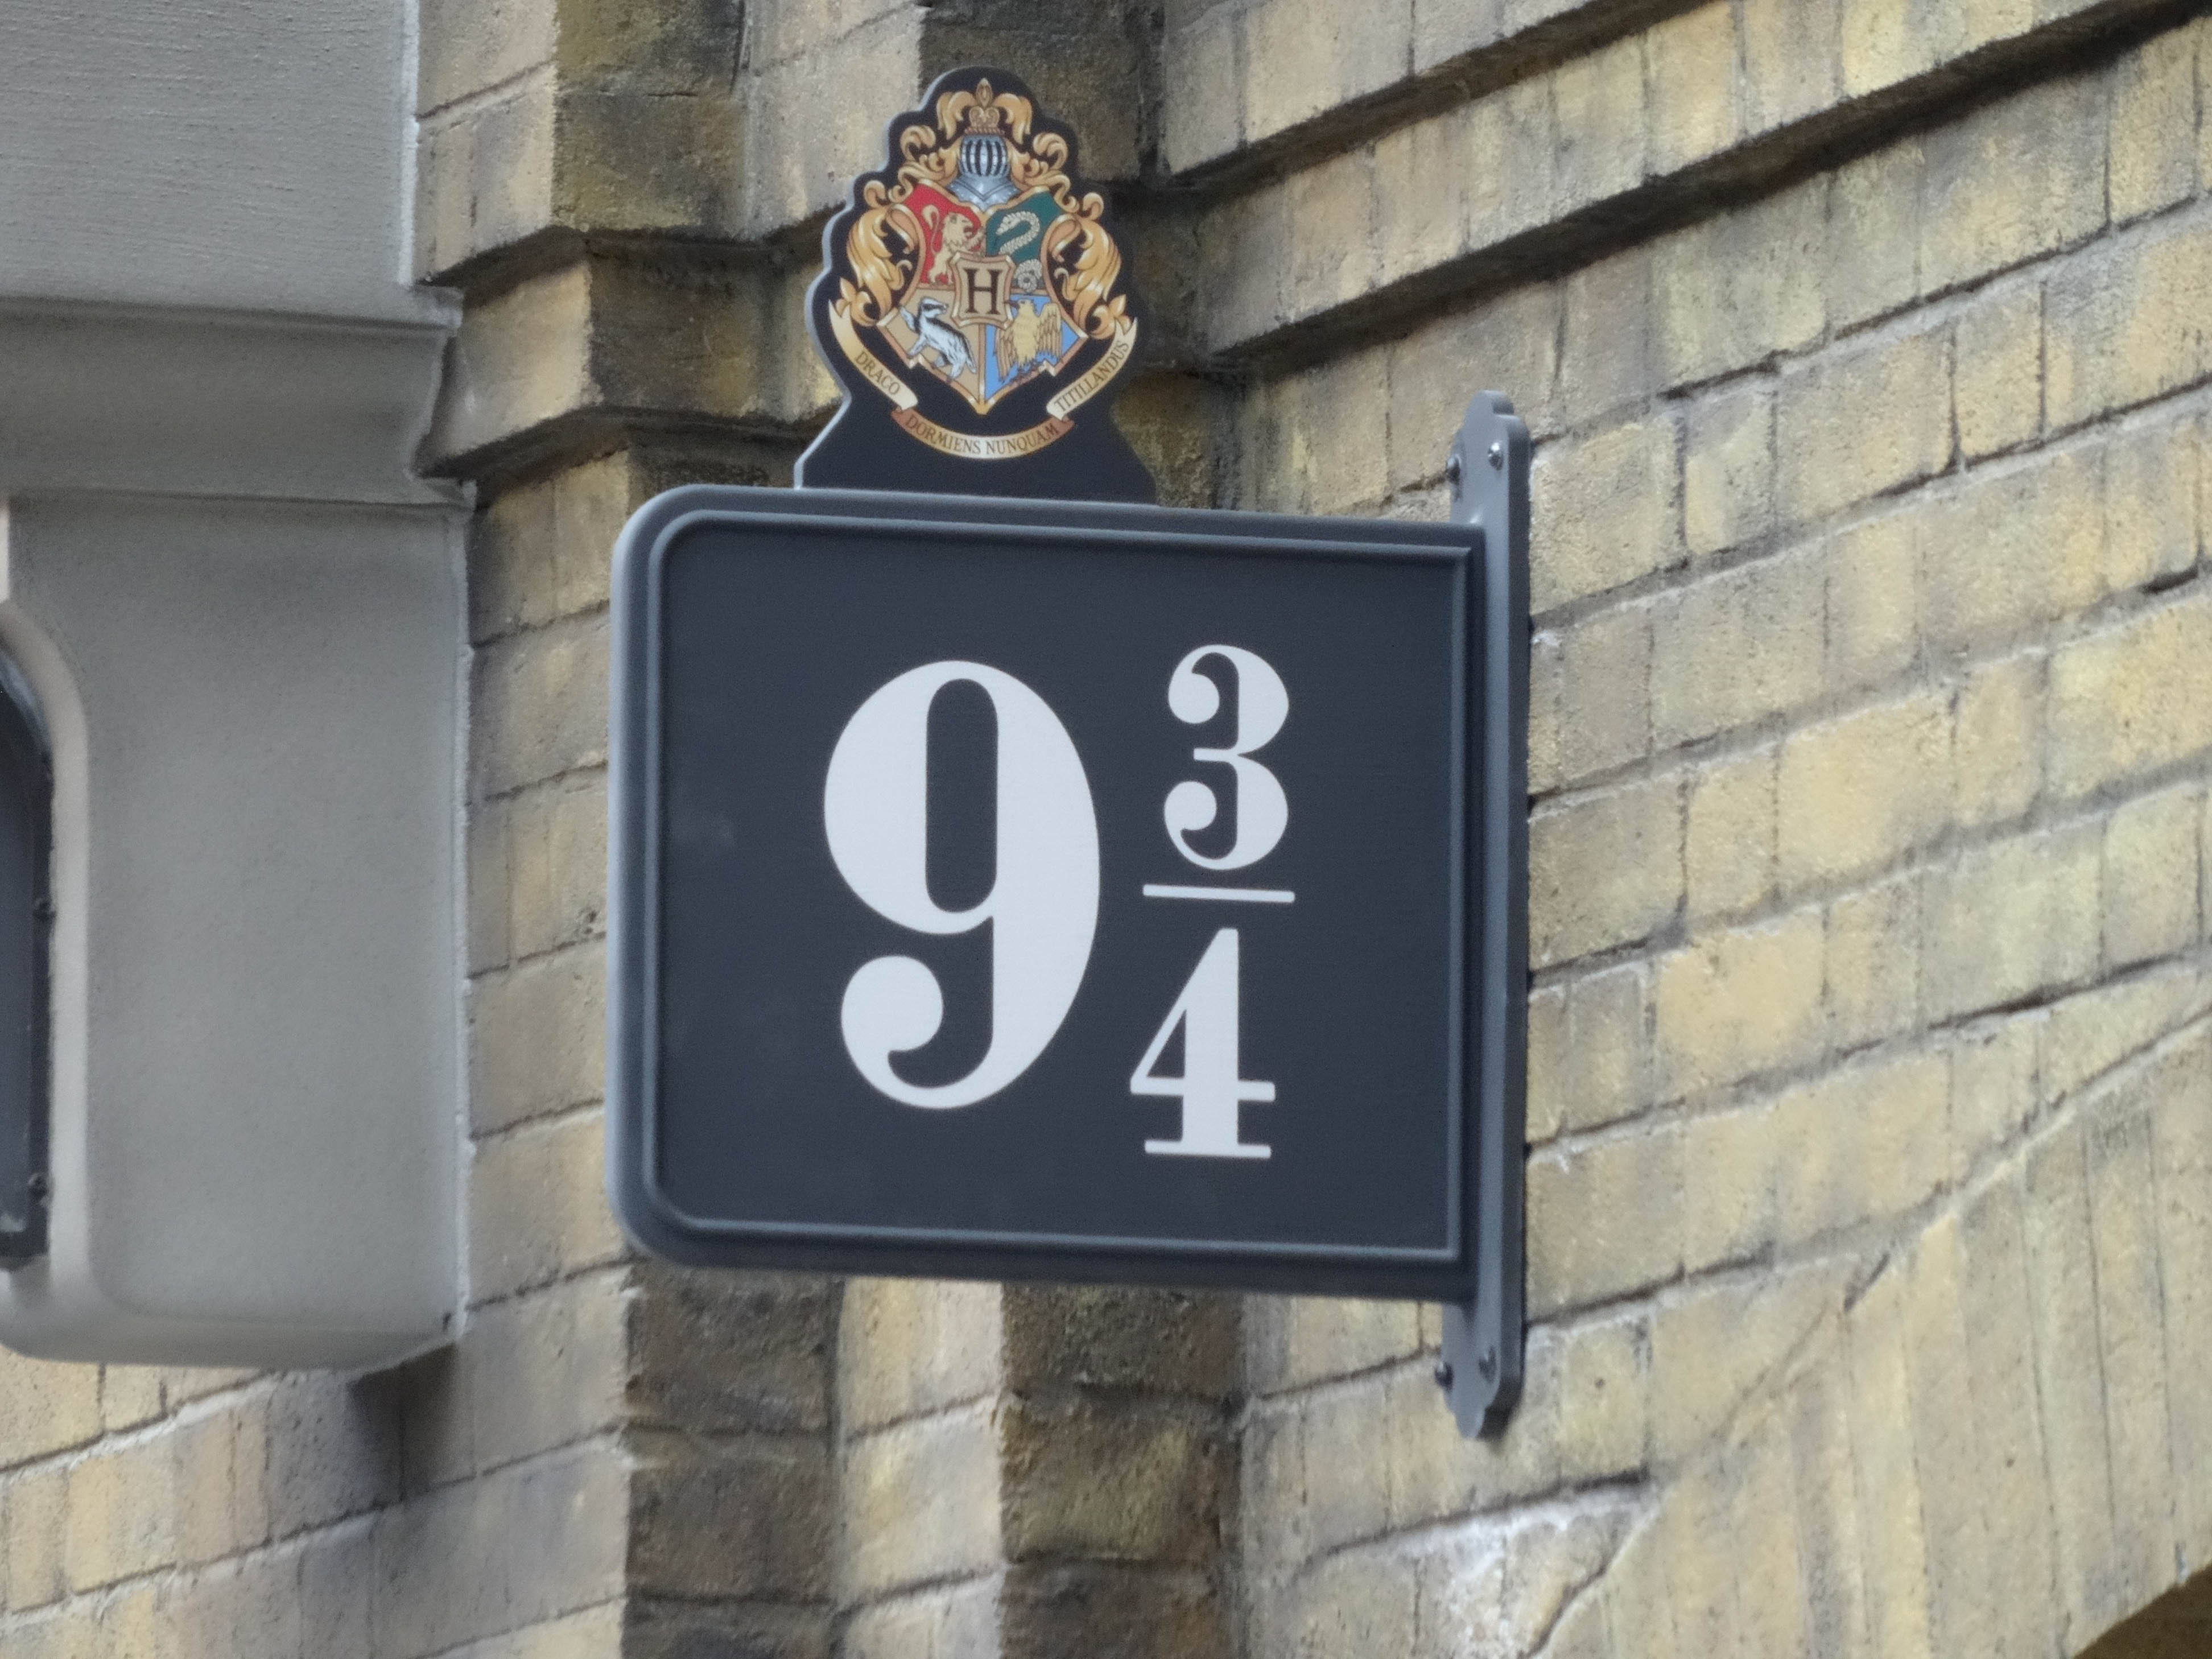 H
DRACO DORMIENS NUNQUAM TITILLANDUS
9 3/4